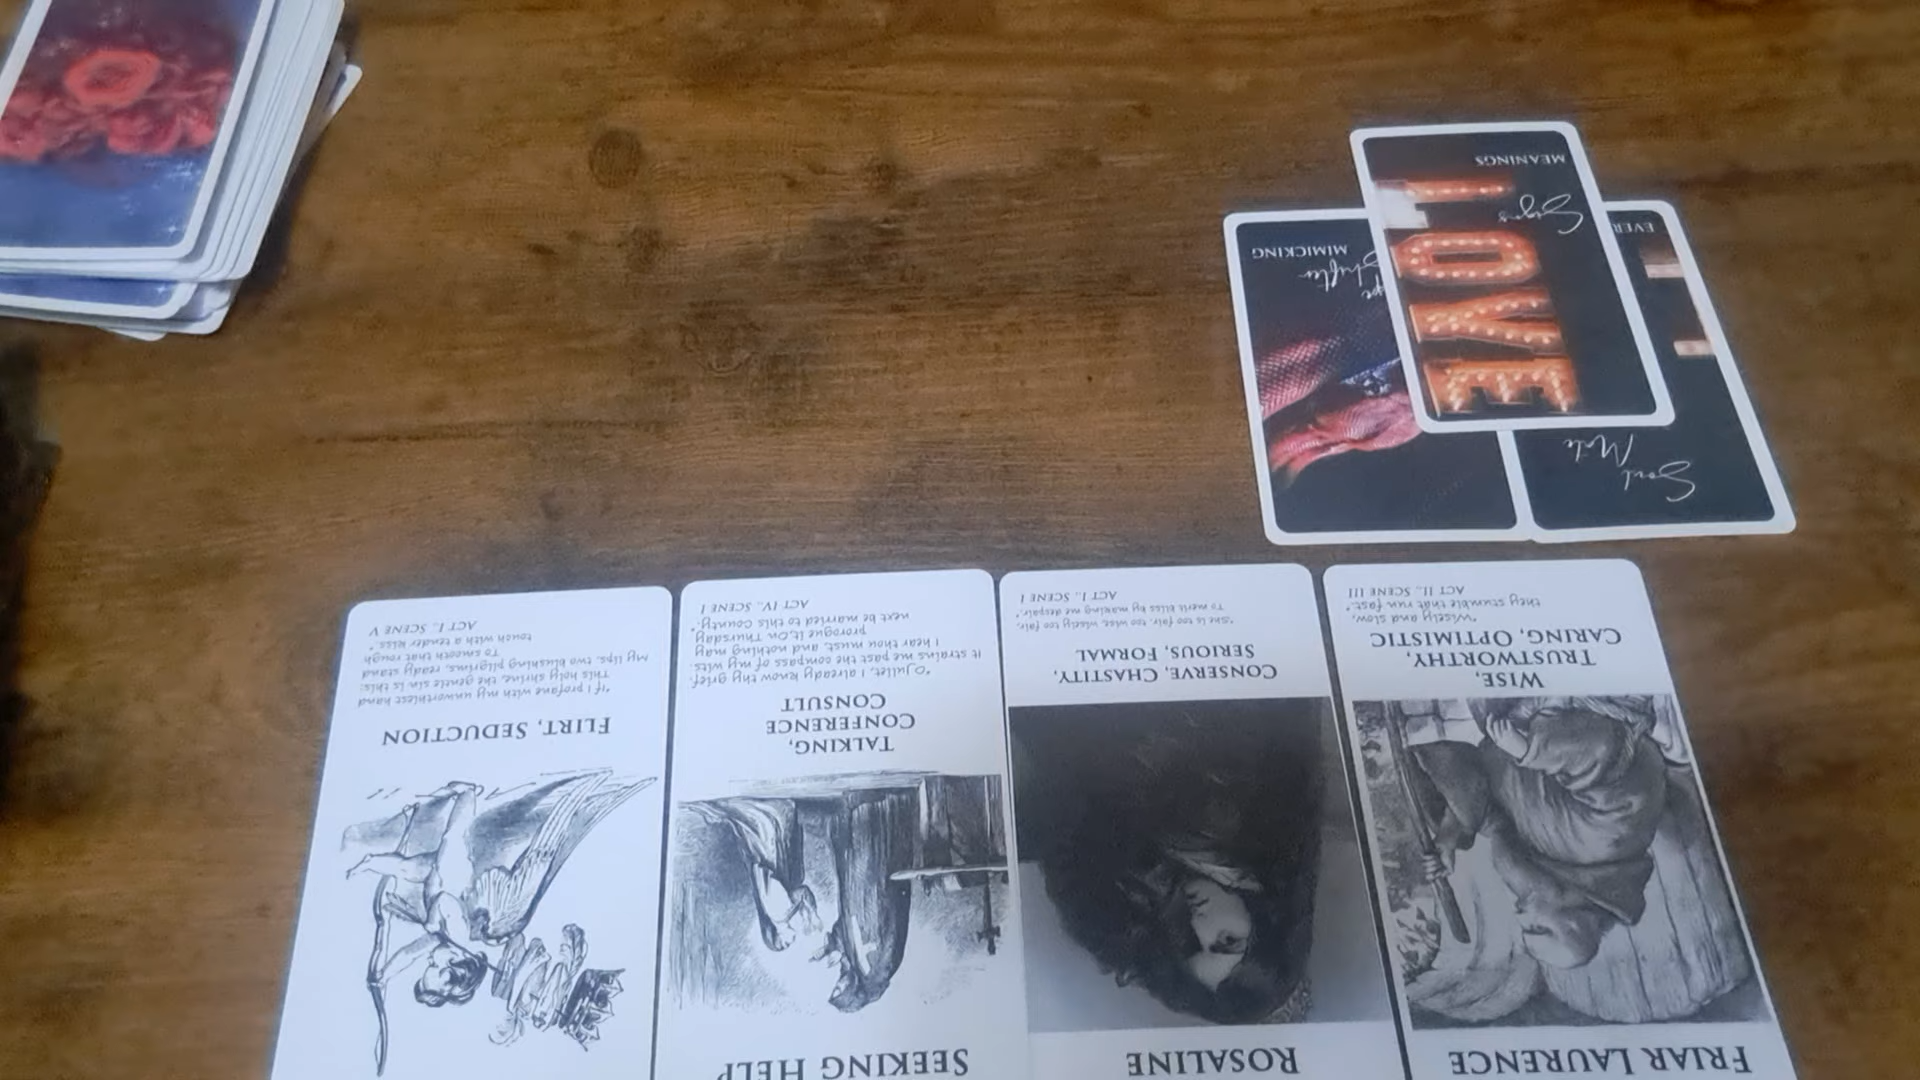 FRIAR LAURENCE
WISE,
TRUSTWORTHY,
CARING, OPTIMISTIC
"Wisely and slow,
they stumble that run fast."
ACT II., SCENE III
ROSALINE
CONSERVE, CHASTITY,
SERIOUS, FORMAL
"She is too fair, too wise, wisely too fair,
To merit bliss by making me despair."
ACT I., SCENE I
SEEKING HELP
TALKING,
CONFERENCE
CONSULT
"O Juliet, I already know thy grief;
It strains me past the compass of my wits
I hear thou must, and nothing may
prorogue it, On Thursday
next be married to this County."
ACT IV., SCENE I
FLIRT, SEDUCTION
"If I profane with my unworthiest hand
This holy shrine, the gentle sin is this:
My lips, two blushing pilgrims, ready stand
To smooth that rough
touch with a tender kiss."
ACT I., SCENE V
Soul
Mate
EVER
LOVE
Signs
MEANINGS
Shifter
MIMICKING